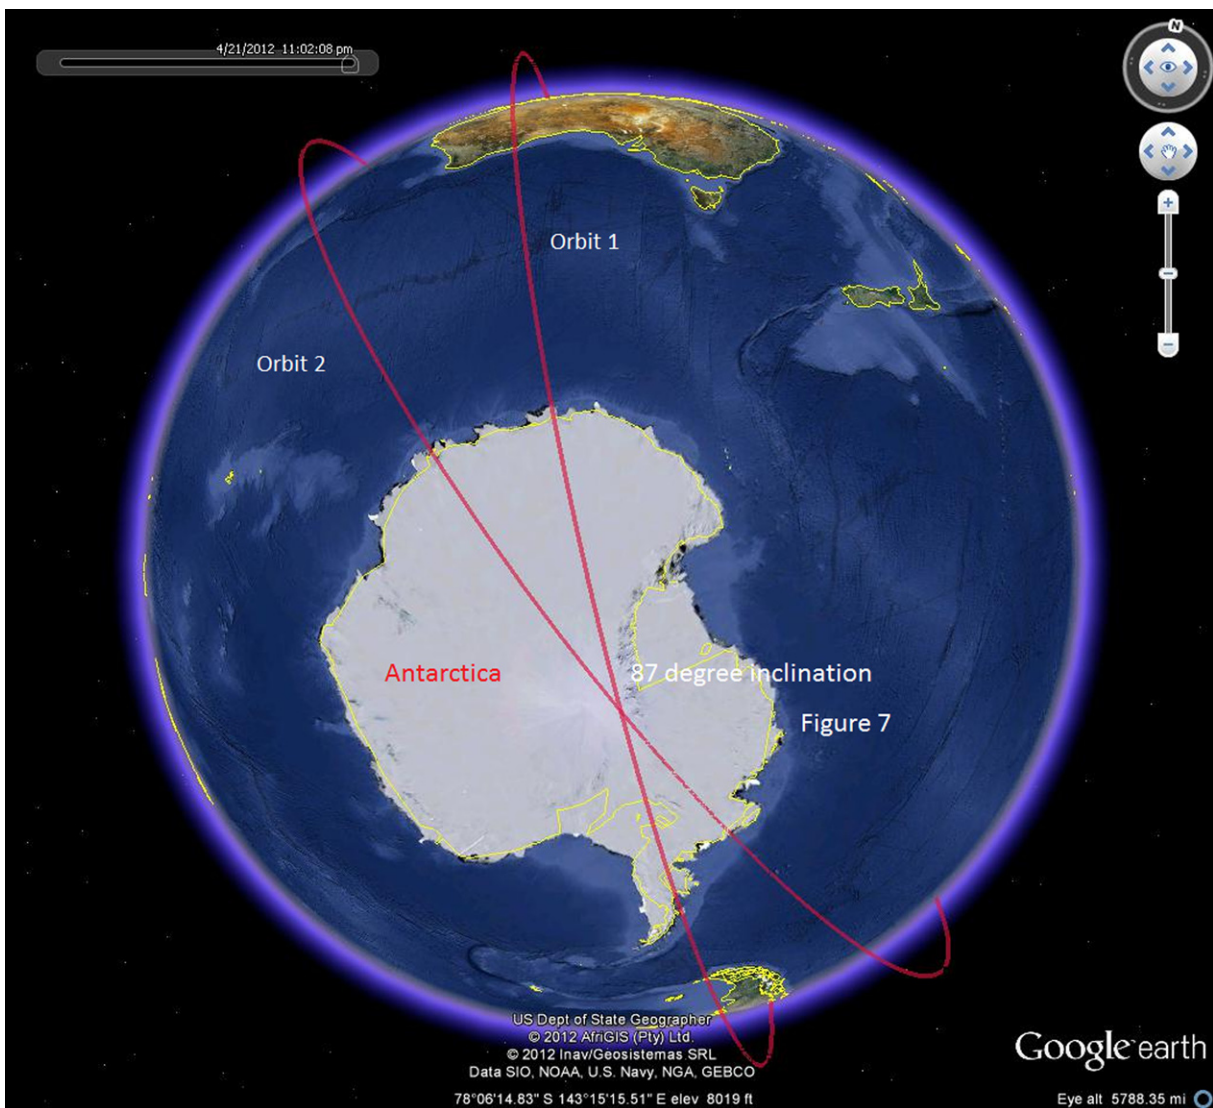 4/21/2012 11:02:08 pm
N
Orbit 1
Orbit 2
Antarctica
87 degree inclination
Figure 7
US Dept of State Geographer
© 2012 AfriGIS (Pty) Ltd.
© 2012 Inav/Geosistemas SRL
Data SIO, NOAA, U.S. Navy, NGA, GEBCO
Google earth
78°06'14.83" S 143°15'15.51" E elev 8019 ft
Eye alt 5788.35 mi